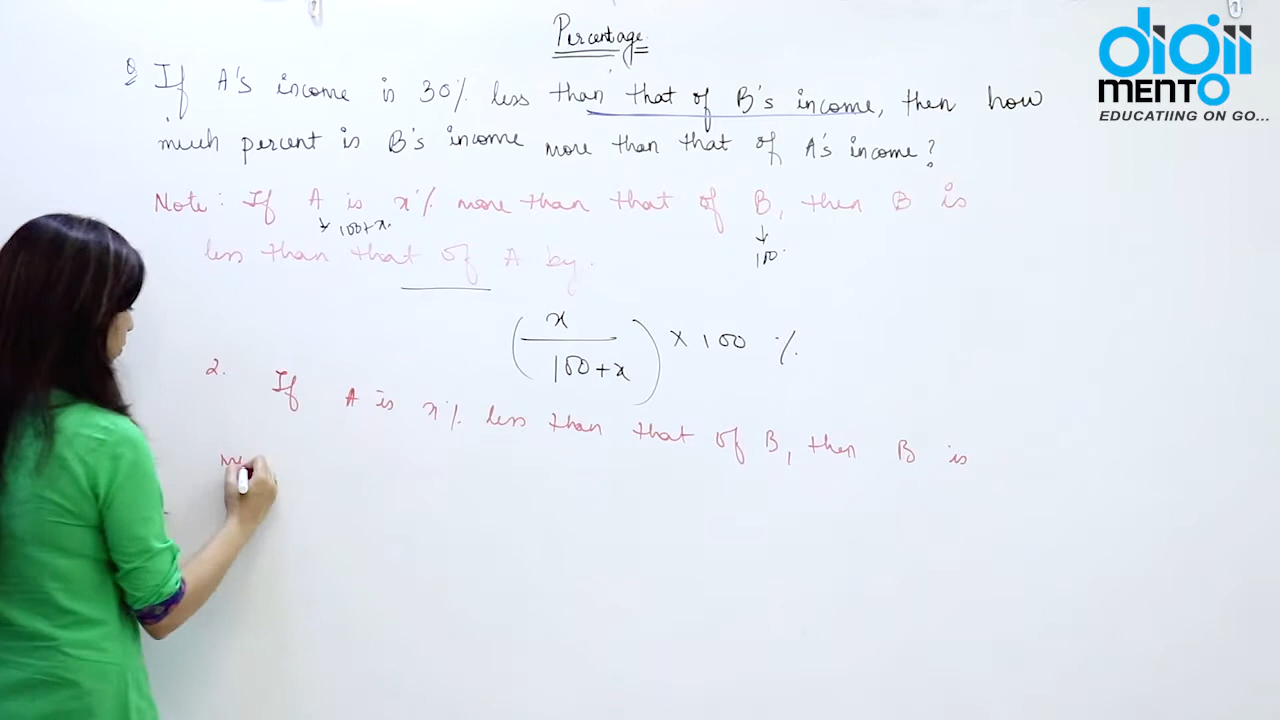 Percentage
Q If A's income is 30% less than that of B's income, then how
much percent is B's income more than that of A's income?
Note: If A is x% more than that of B, then B is
100+x.
100.
less than that of A by.
(x / 100+x) × 100 %
2. If A is x% less than that of B, then B is
digii
MENTO
EDUCATIING ON GO...